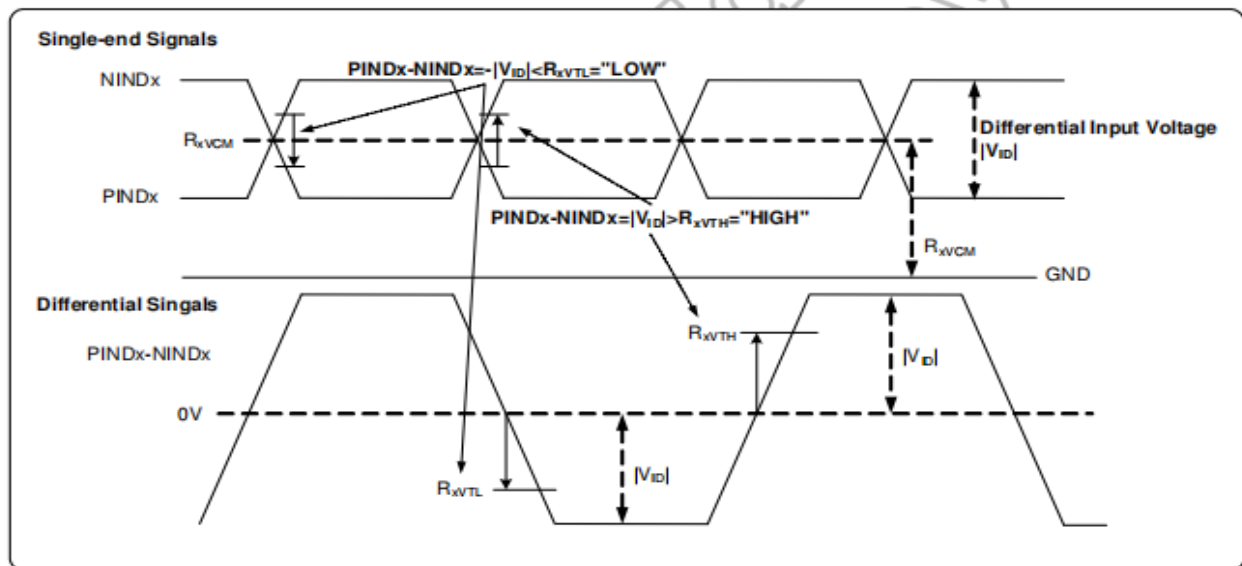 Single-end Signals
PINDx-NINDx=-|VID|<RxVTL="LOW"
NINDx
RxVCM
Differential Input Voltage
|VID|
PINDx
PINDx-NINDx=|VID|>RxVTH="HIGH"
RxVCM
GND
Differential Singals
RxVTH
PINDx-NINDx
|VID|
0V
|VID|
RxVTL